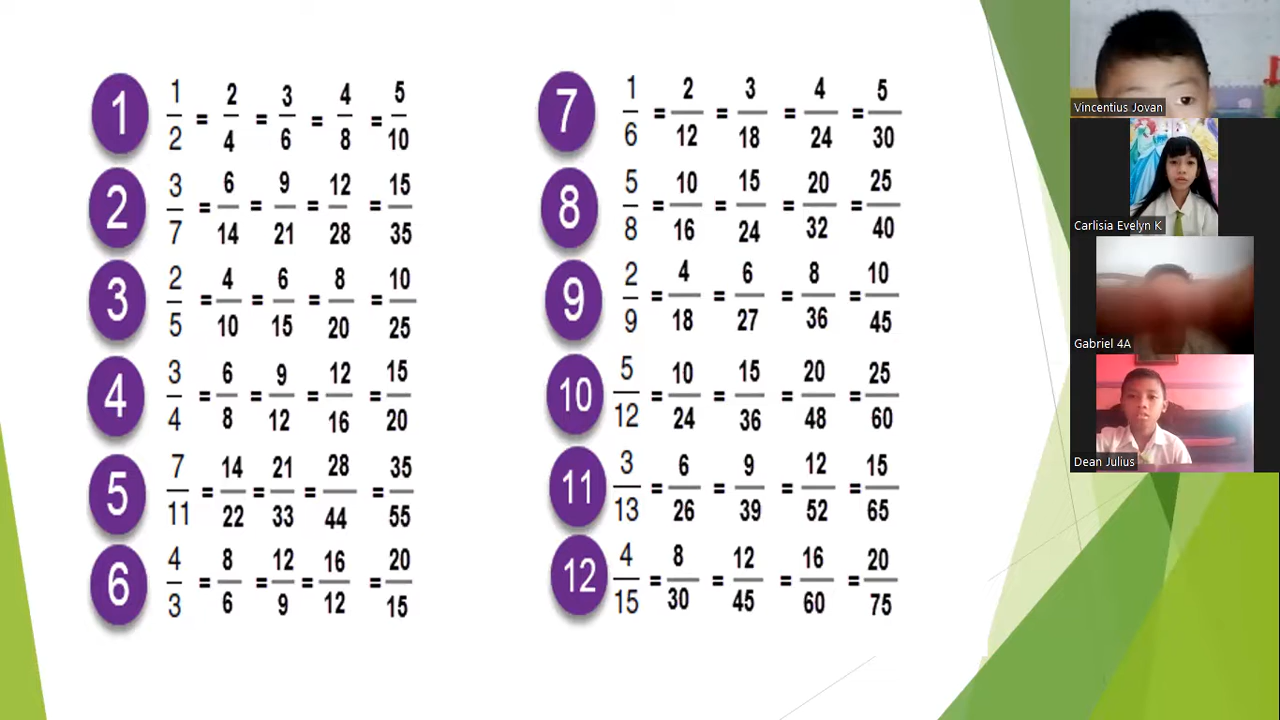 1 1/2 = 2/4 = 3/6 = 4/8 = 5/10
2 3/7 = 6/14 = 9/21 = 12/28 = 15/35
3 2/5 = 4/10 = 6/15 = 8/20 = 10/25
4 3/4 = 6/8 = 9/12 = 12/16 = 15/20
5 7/11 = 14/22 = 21/33 = 28/44 = 35/55
6 4/3 = 8/6 = 12/9 = 16/12 = 20/15
7 1/6 = 2/12 = 3/18 = 4/24 = 5/30
8 5/8 = 10/16 = 15/24 = 20/32 = 25/40
9 2/9 = 4/18 = 6/27 = 8/36 = 10/45
10 5/12 = 10/24 = 15/36 = 20/48 = 25/60
11 3/13 = 6/26 = 9/39 = 12/52 = 15/65
12 4/15 = 8/30 = 12/45 = 16/60 = 20/75
Vincentius Jovan
Carlisia Evelyn K
Gabriel 4A
Dean Julius